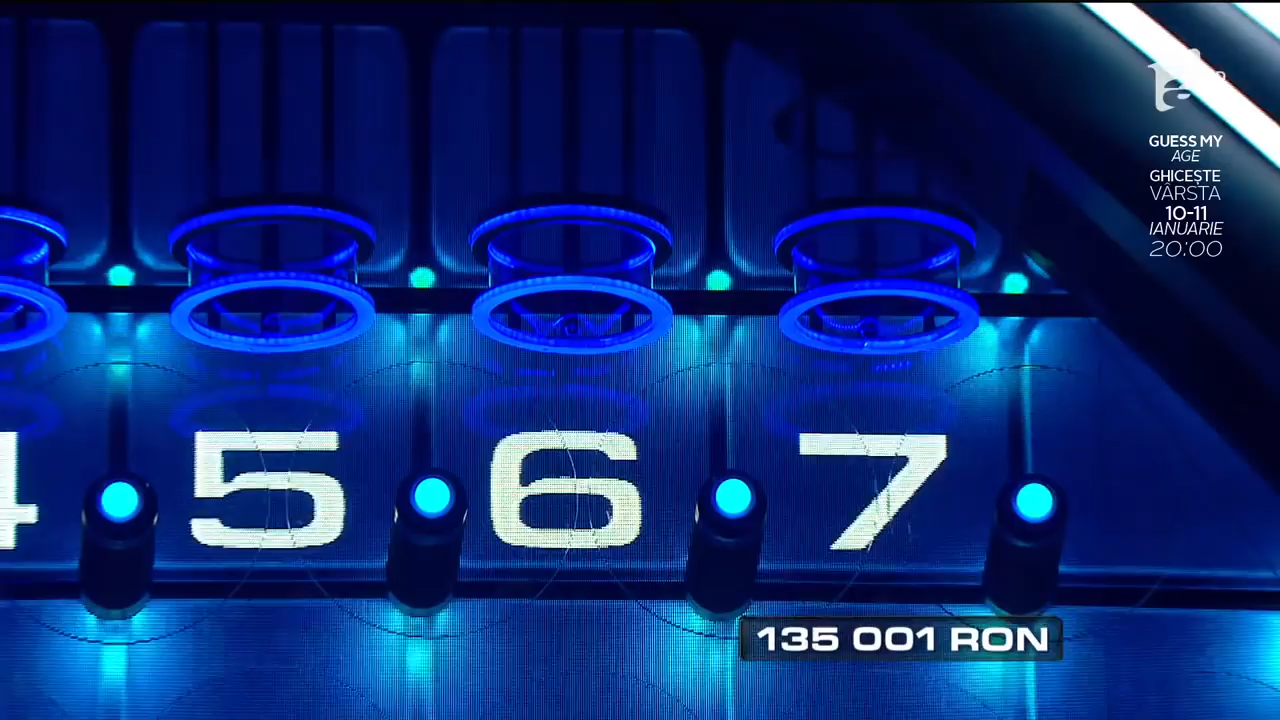 GUESS MY
AGE
GHICEȘTE
VÂRSTA
10-11
IANUARIE
20:00
4 5 6 7
135 001 RON